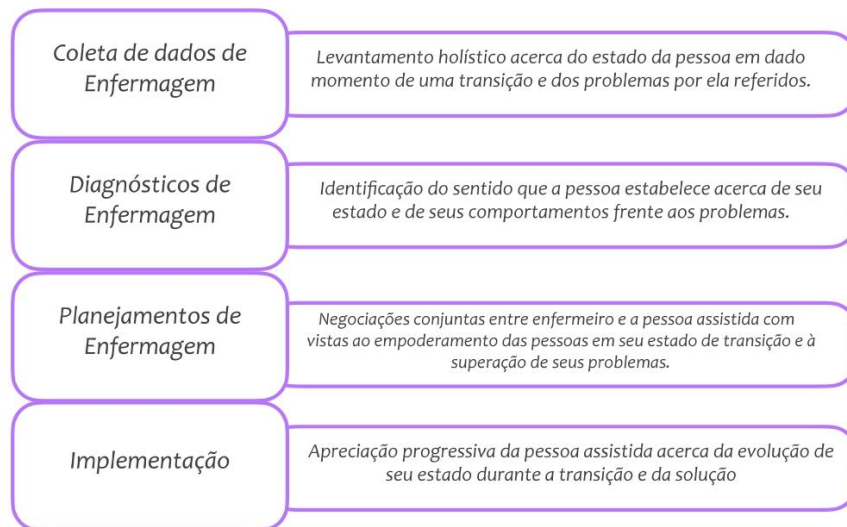 Coleta de dados de
Enfermagem
Levantamento holístico acerca do estado da pessoa em dado
momento de uma transição e dos problemas por ela referidos.
Diagnósticos de
Enfermagem
Identificação do sentido que a pessoa estabelece acerca de seu
estado e de seus comportamentos frente aos problemas.
Planejamentos de
Enfermagem
Negociações conjuntas entre enfermeiro e a pessoa assistida com
vistas ao empoderamento das pessoas em seu estado de transição e à
superação de seus problemas.
Implementação
Apreciação progressiva da pessoa assistida acerca da evolução de
seu estado durante a transição e da solução